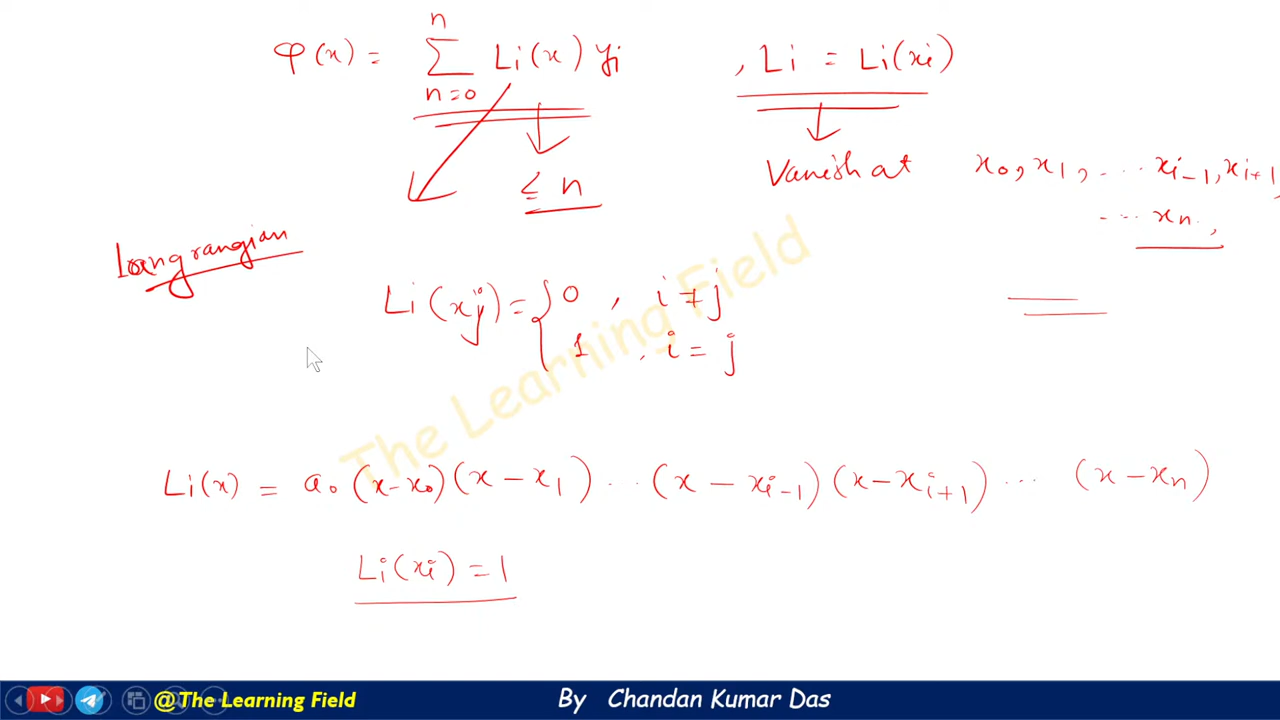 φ(x) = n∑n=0 Li(x) yi , Li = Li(xi)
≤ n
Vanish at x0, x1, ... xi-1, xi+1,
... xn,
Langrangian
Li(xj) = { 0 , i ≠ j
1 , i = j
The Learning Field
Li(x) = a0 (x-x0)(x-x1) ... (x-xi-1)(x-xi+1) ... (x-xn)
Li(xi) = 1
@The Learning Field By Chandan Kumar Das